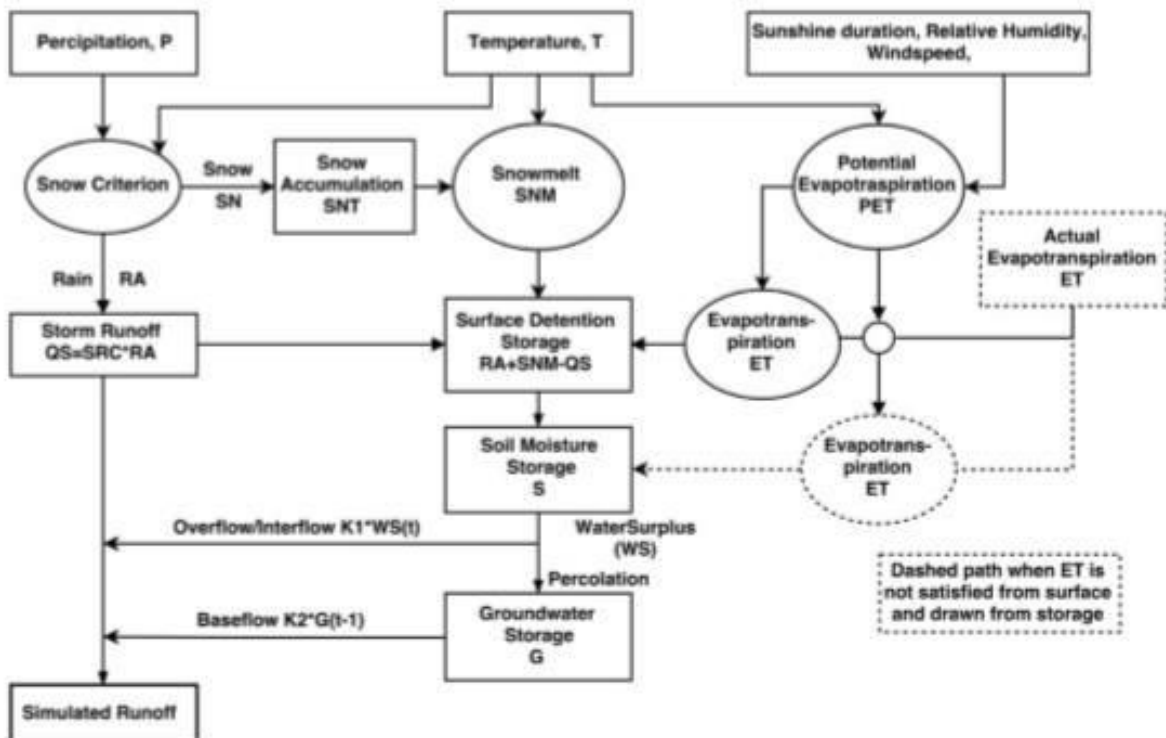 Percipitation, P
Temperature, T
Sunshine duration, Relative Humidity,
Windspeed,
Snow Criterion
Snow
SN
Snow
Accumulation
SNT
Snowmelt
SNM
Potential
Evapotraspiration
PET
Actual
Evapotranspiration
ET
Rain RA
Storm Runoff
QS=SRC*RA
Surface Detention
Storage
RA+SNM-QS
Evapotrans-
piration
ET
Soil Moisture
Storage
S
Evapotrans-
piration
ET
Overflow/Interflow K1*WS(t)
WaterSurplus
(WS)
Percolation
Dashed path when ET is
not satisfied from surface
and drawn from storage
Baseflow K2*G(t-1)
Groundwater
Storage
G
Simulated Runoff